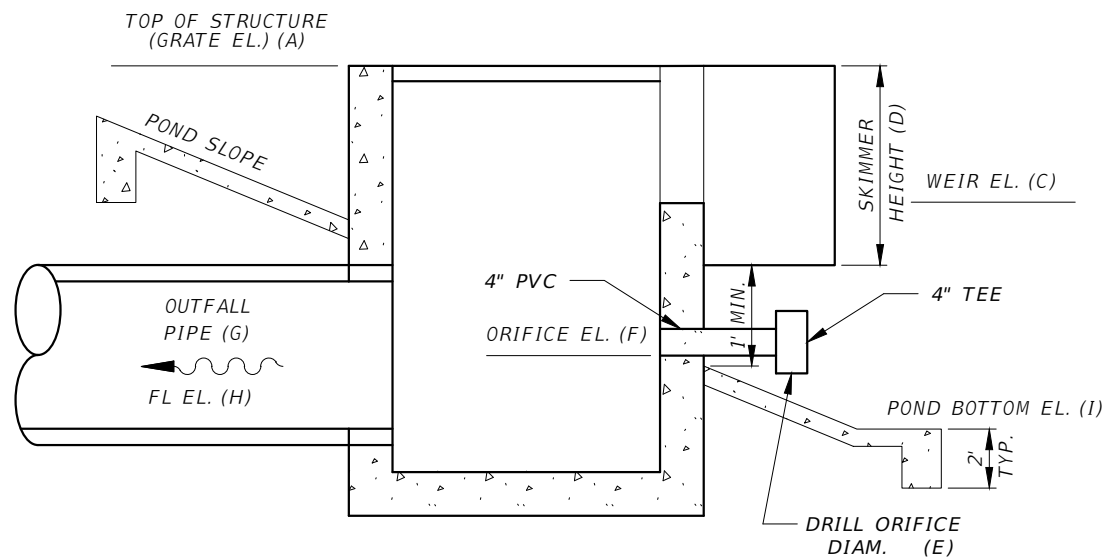 TOP OF STRUCTURE
(GRATE EL.) (A)
POND SLOPE
SKIMMER
HEIGHT (D)
WEIR EL. (C)
4" PVC
1' MIN.
4" TEE
OUTFALL
PIPE (G)
ORIFICE EL. (F)
FL EL. (H)
POND BOTTOM EL. (I)
2'
TYP.
DRILL ORIFICE
DIAM. (E)